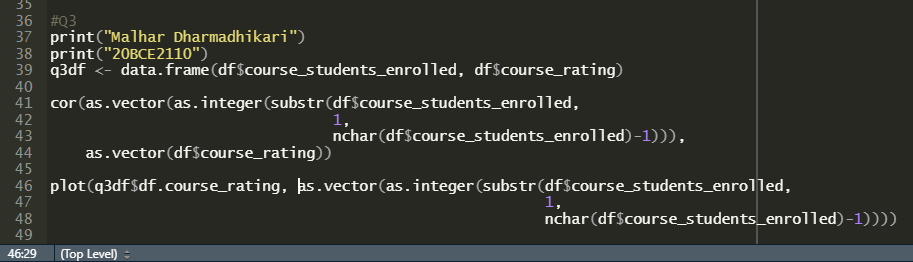 35
36 #Q3
37 print("Malhar Dharmadhikari")
38 print("20BCE2110")
39 q3df <- data.frame(df$course_students_enrolled, df$course_rating)
40
41 cor(as.vector(as.integer(substr(df$course_students_enrolled,
42 1,
43 nchar(df$course_students_enrolled)-1))),
44 as.vector(df$course_rating))
45
46 plot(q3df$df.course_rating, as.vector(as.integer(substr(df$course_students_enrolled,
47 1,
48 nchar(df$course_students_enrolled)-1))))
49
46:29 (Top Level)